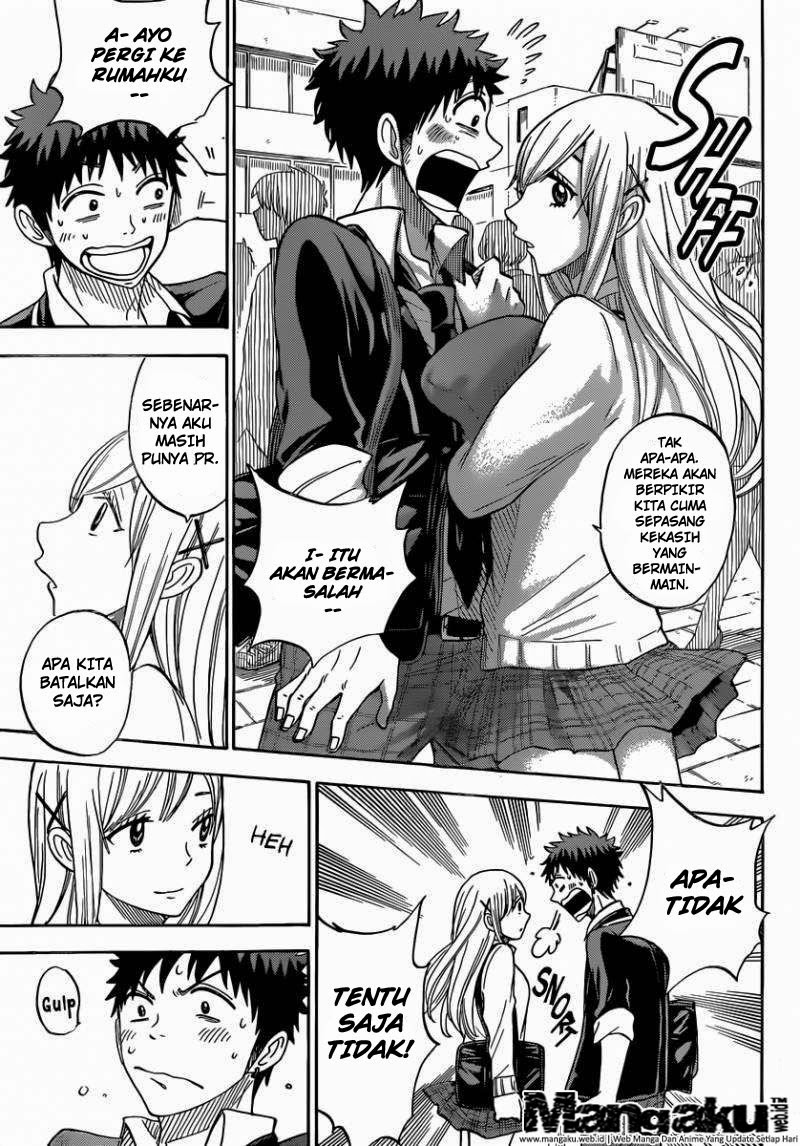 SHFF
TAK
APA-APA.
MEREKA AKAN
BERPIKIR
KITA CUMA
SEPASANG
KEKASIH
YANG
BERMAIN-
MAIN.
I- ITU
AKAN BERMA-
SALAH
--
A- AYO
PERGI KE
RUMAHKU
--
SEBENAR-
NYA AKU
MASIH
PUNYA PR.
APA KITA
BATALKAN
SAJA?
APA-
TIDAK
SNORT
TENTU
SAJA
TIDAK!
HEH
Gulp
Mangaku
www.mangaku.web.id | Web Manga Dan Anime Yang Update Setiap Har